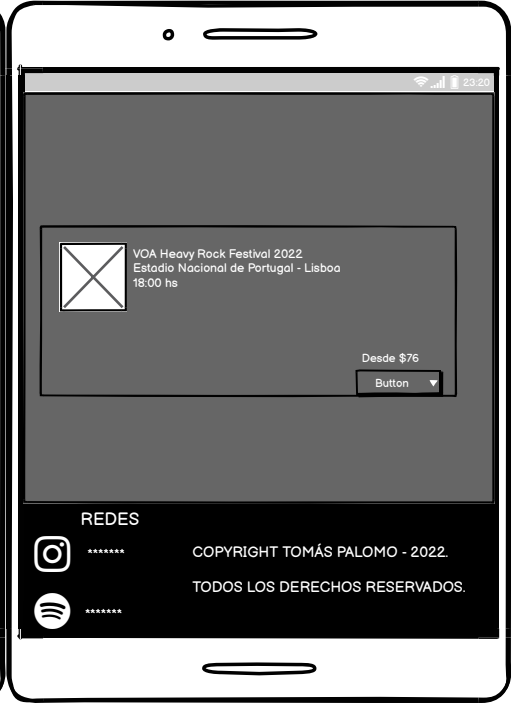 23:20
VOA Heavy Rock Festival 2022
Estadio Nacional de Portugal - Lisboa
18:00 hs
Desde $76
Button
REDES
*******
COPYRIGHT TOMÁS PALOMO - 2022.
TODOS LOS DERECHOS RESERVADOS.
*******